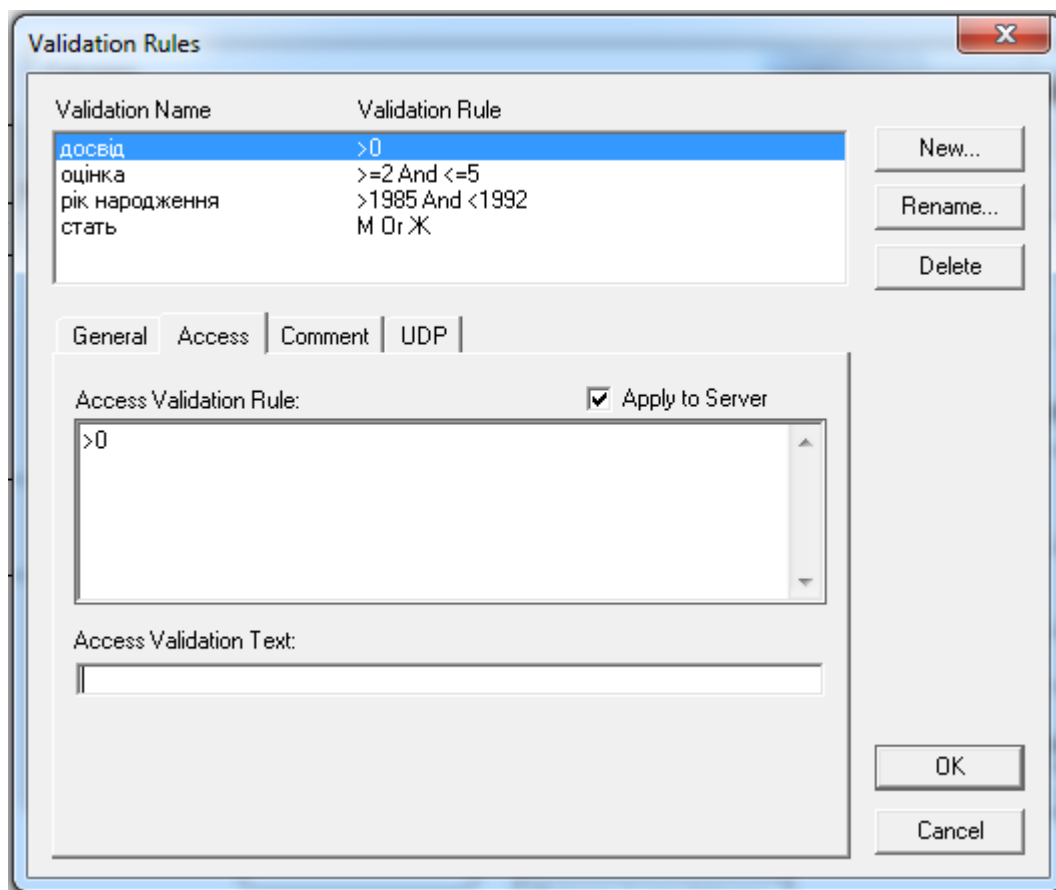 Validation Rules
Validation Name Validation Rule
досвід >0
оцінка >=2 And <=5
рік народження >1985 And <1992
стать М Or Ж
New...
Rename...
Delete
General Access Comment UDP
Access Validation Rule: Apply to Server
>0
Access Validation Text:
OK
Cancel